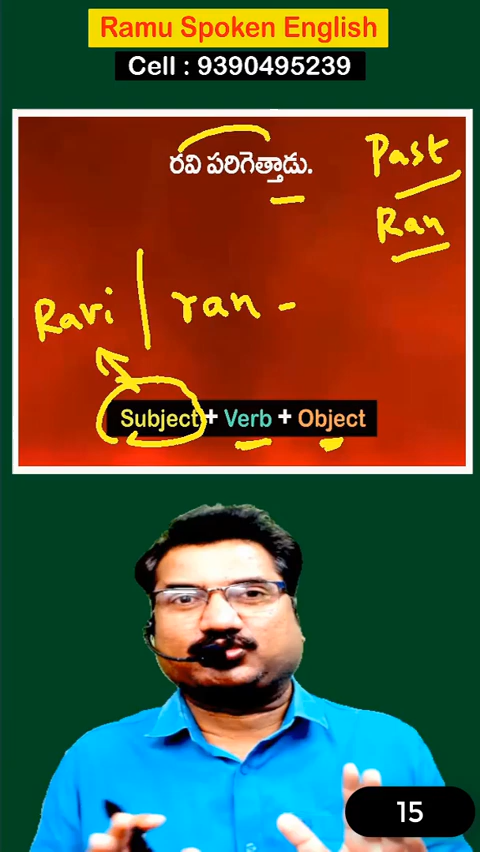 Ramu Spoken English
Cell : 9390495239
రవి పరిగెత్తాడు.
Past
Ran
Ravi | ran -
Subject + Verb + Object
15